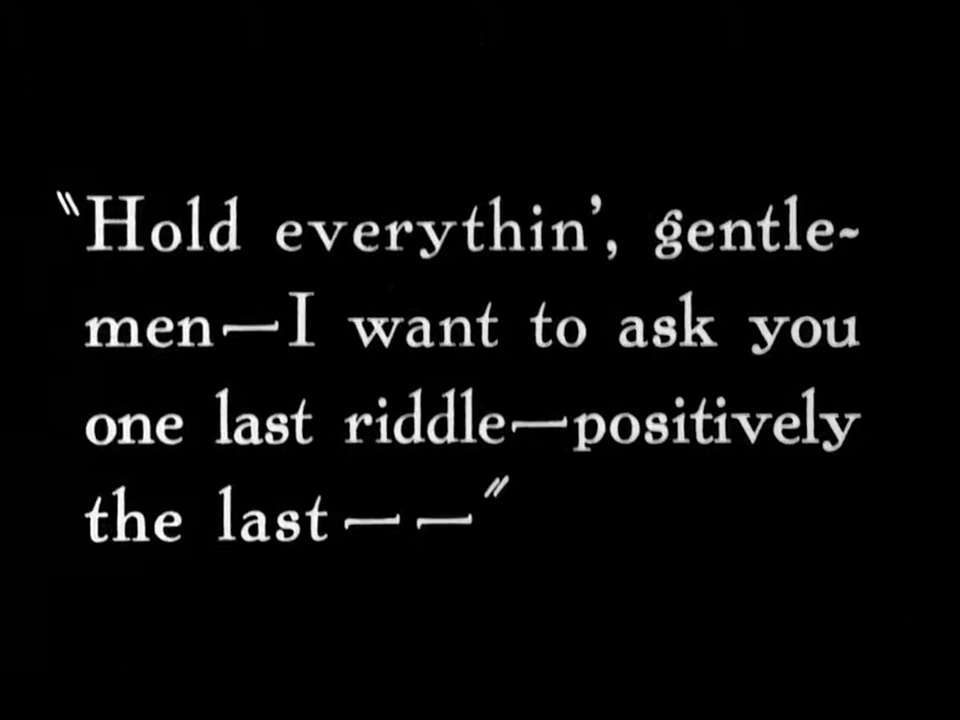 "Hold everythin', gentle-
men—I want to ask you
one last riddle—positively
the last — —"